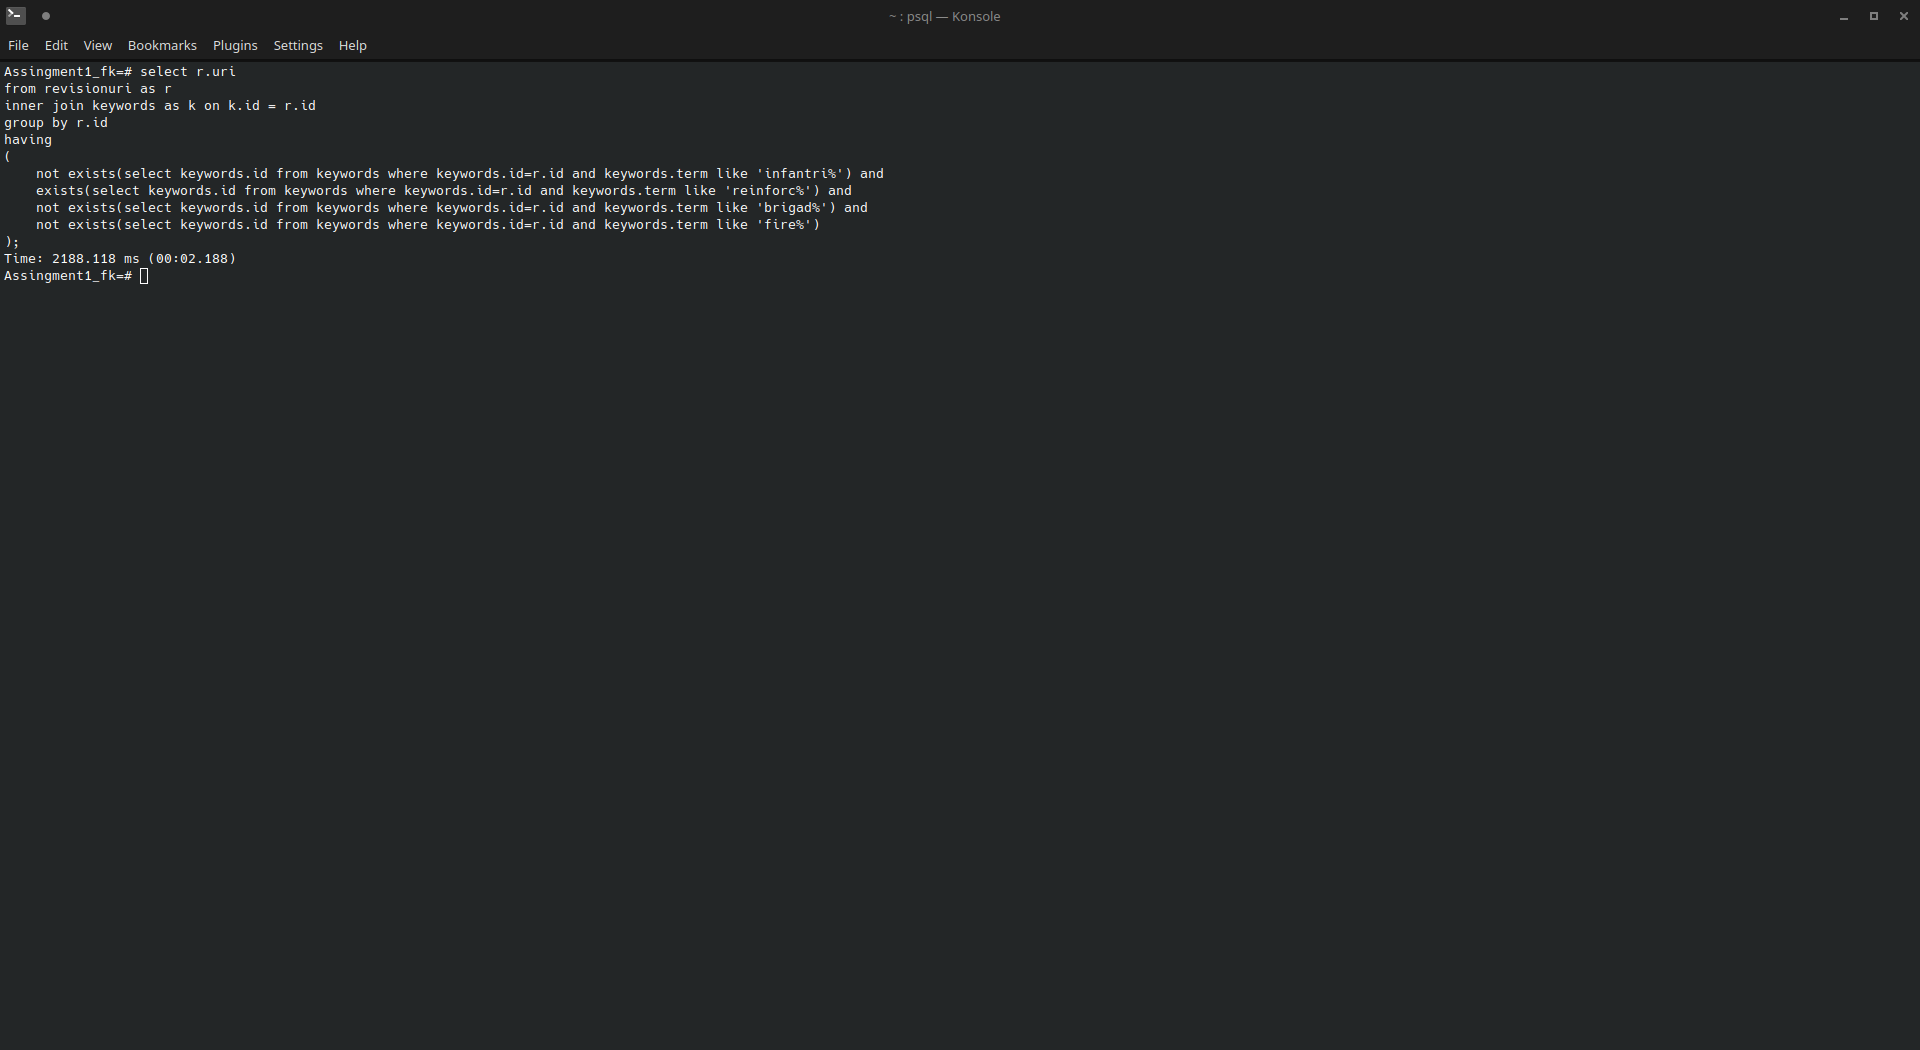 ~ : psql — Konsole
File Edit View Bookmarks Plugins Settings Help
Assingment1_fk=# select r.uri
from revisionuri as r
inner join keywords as k on k.id = r.id
group by r.id
having
(
    not exists(select keywords.id from keywords where keywords.id=r.id and keywords.term like 'infantri%') and
    exists(select keywords.id from keywords where keywords.id=r.id and keywords.term like 'reinforc%') and
    not exists(select keywords.id from keywords where keywords.id=r.id and keywords.term like 'brigad%') and
    not exists(select keywords.id from keywords where keywords.id=r.id and keywords.term like 'fire%')
);
Time: 2188.118 ms (00:02.188)
Assingment1_fk=#